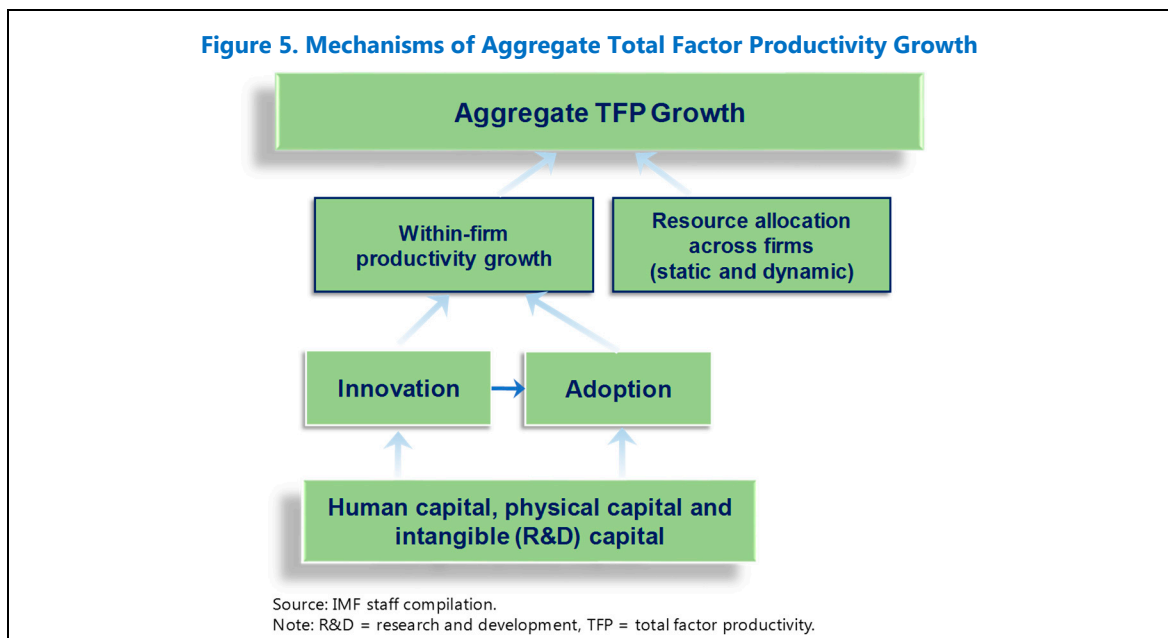 Figure 5. Mechanisms of Aggregate Total Factor Productivity Growth
Aggregate TFP Growth
Within-firm
productivity growth
Resource allocation
across firms
(static and dynamic)
Innovation
Adoption
Human capital, physical capital and
intangible (R&D) capital
Source: IMF staff compilation.
Note: R&D = research and development, TFP = total factor productivity.